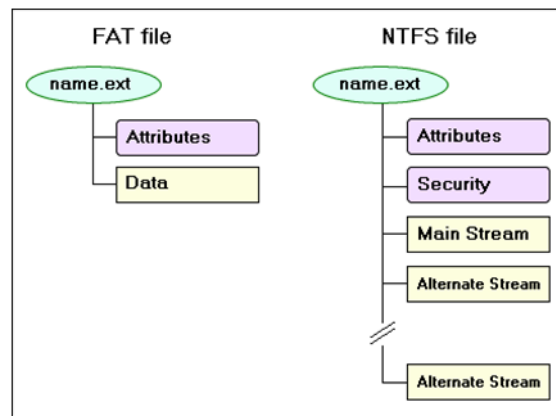 FAT file
name.ext
Attributes
Data
NTFS file
name.ext
Attributes
Security
Main Stream
Alternate Stream
Alternate Stream